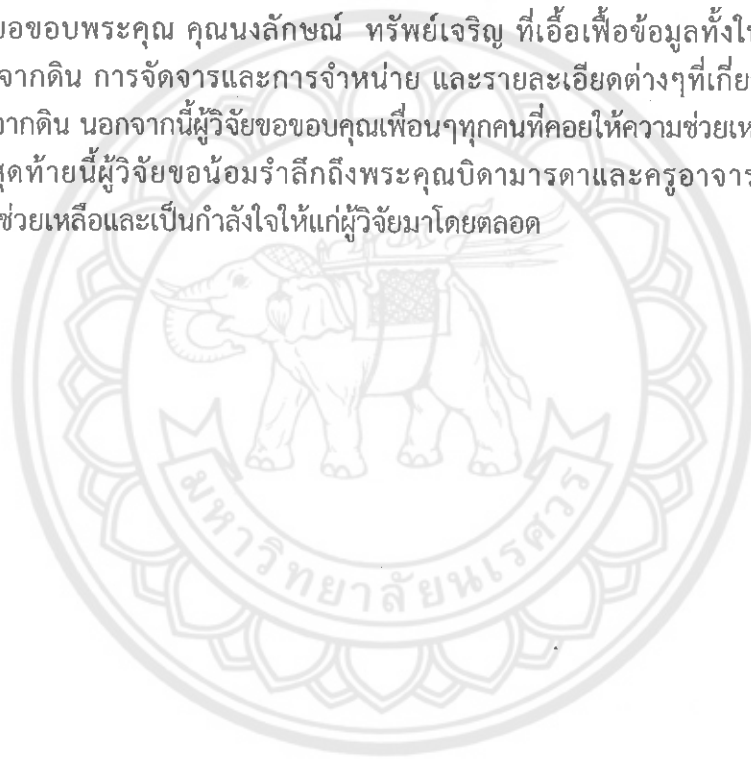 ขอขอบพระคุณ คุณนงลักษณ์ ทรัพย์เจริญ ที่เอื้อเฟื้อข้อมูลทั้งใน
จากดิน การจัดจารและการจำหน่าย และรายละเอียดต่างๆที่เกี่ย
จากดิน นอกจากนี้ผู้วิจัยขอขอบคุณเพื่อนๆทุกคนที่คอยให้ความช่วยเห
สุดท้ายนี้ผู้วิจัยขอน้อมรำลึกถึงพระคุณบิดามารดาและครูอาจาร
ช่วยเหลือและเป็นกำลังใจให้แก่ผู้วิจัยมาโดยตลอด
มหาวิทยาลัยนเรศวร